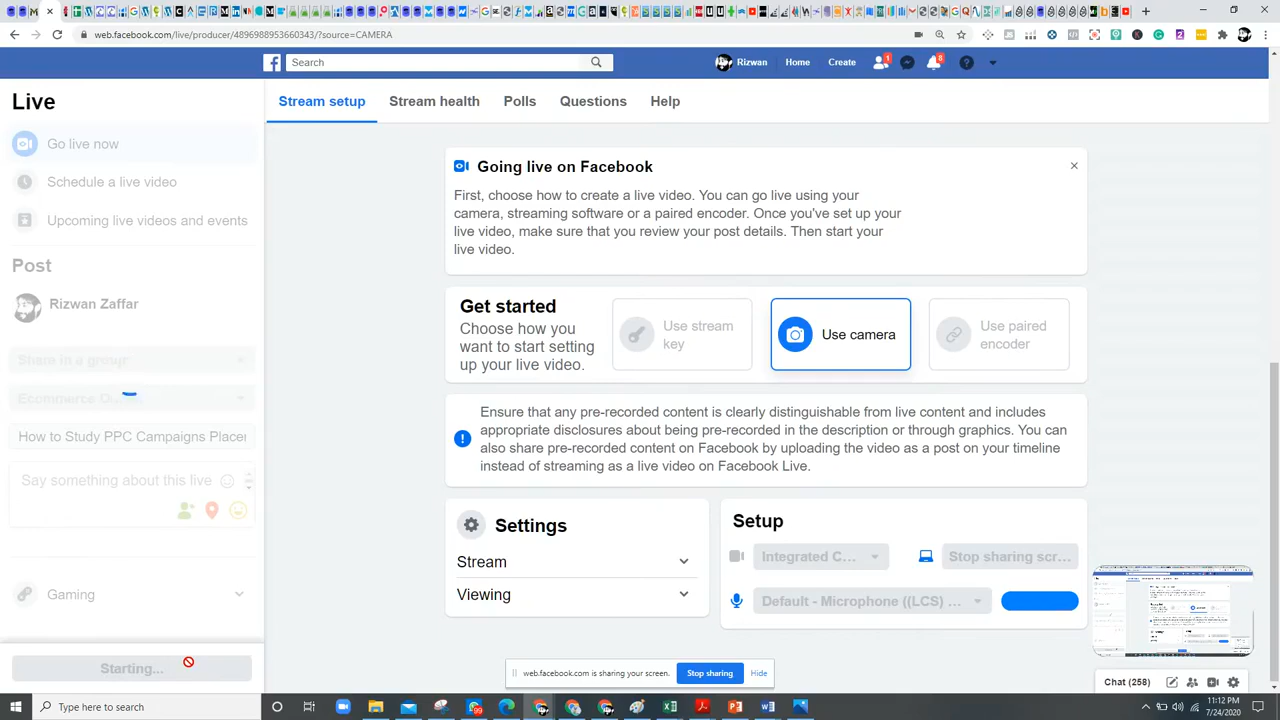 web.facebook.com/live/producer/4896988953660343/?source=CAMERA
Search
Rizwan
Home
Create
1
8
Live
Stream setup
Stream health
Polls
Questions
Help
Go live now
Schedule a live video
Upcoming live videos and events
Post
Rizwan Zaffar
Share in a group
Ecommerce
How to Study PPC Campaigns Placer
Say something about this live
Gaming
Starting...
Going live on Facebook
First, choose how to create a live video. You can go live using your
camera, streaming software or a paired encoder. Once you've set up your
live video, make sure that you review your post details. Then start your
live video.
Get started
Choose how you
want to start setting
up your live video.
Use stream
key
Use camera
Use paired
encoder
Ensure that any pre-recorded content is clearly distinguishable from live content and includes
appropriate disclosures about being pre-recorded in the description or through graphics. You can
also share pre-recorded content on Facebook by uploading the video as a post on your timeline
instead of streaming as a live video on Facebook Live.
Settings
Stream
Viewing
Setup
Integrated C...
Stop sharing scr...
Default - Microphone ((LCS) ...
web.facebook.com is sharing your screen.
Stop sharing
Hide
Chat (258)
Type here to search
99
11:12 PM
7/24/2020